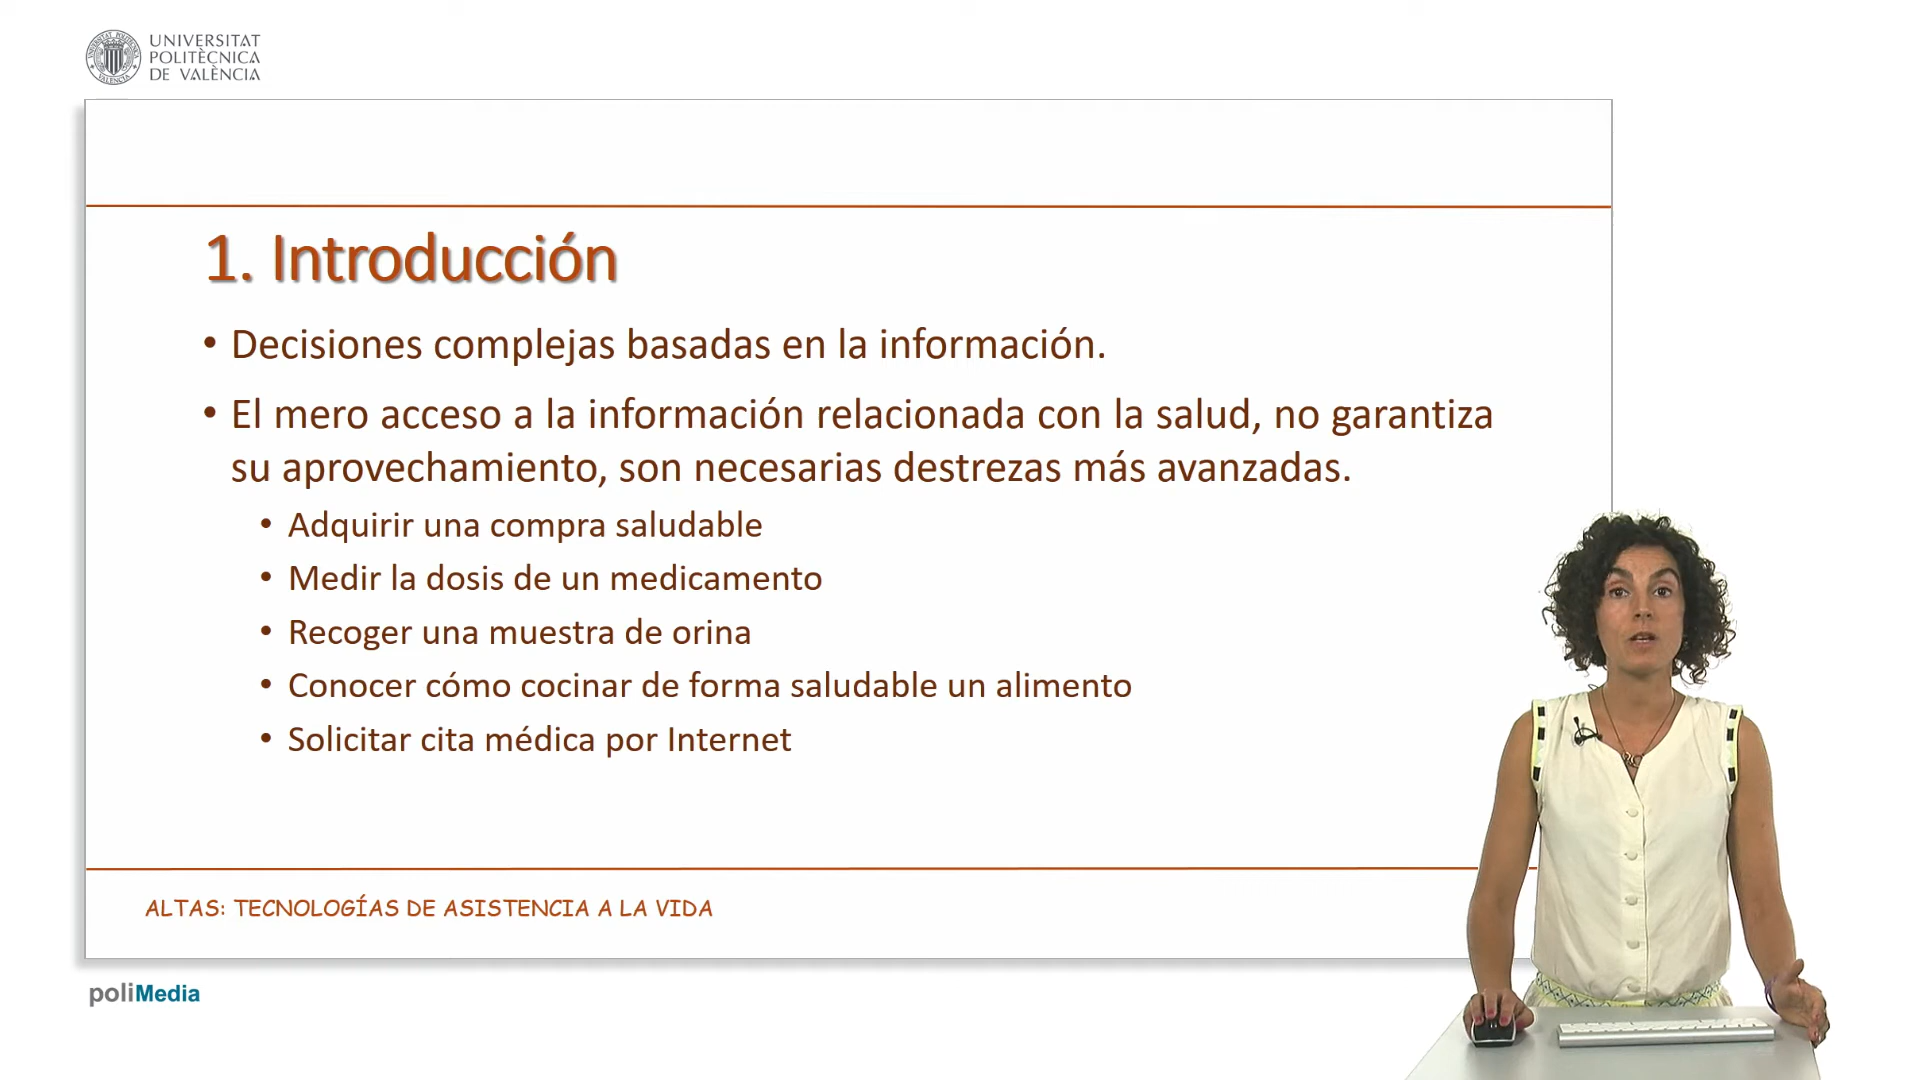 UNIVERSITAT
POLITÈCNICA
DE VALÈNCIA
1. Introducción
• Decisiones complejas basadas en la información.
• El mero acceso a la información relacionada con la salud, no garantiza
su aprovechamiento, son necesarias destrezas más avanzadas.
• Adquirir una compra saludable
• Medir la dosis de un medicamento
• Recoger una muestra de orina
• Conocer cómo cocinar de forma saludable un alimento
• Solicitar cita médica por Internet
ALTAS: TECNOLOGÍAS DE ASISTENCIA A LA VIDA
poliMedia